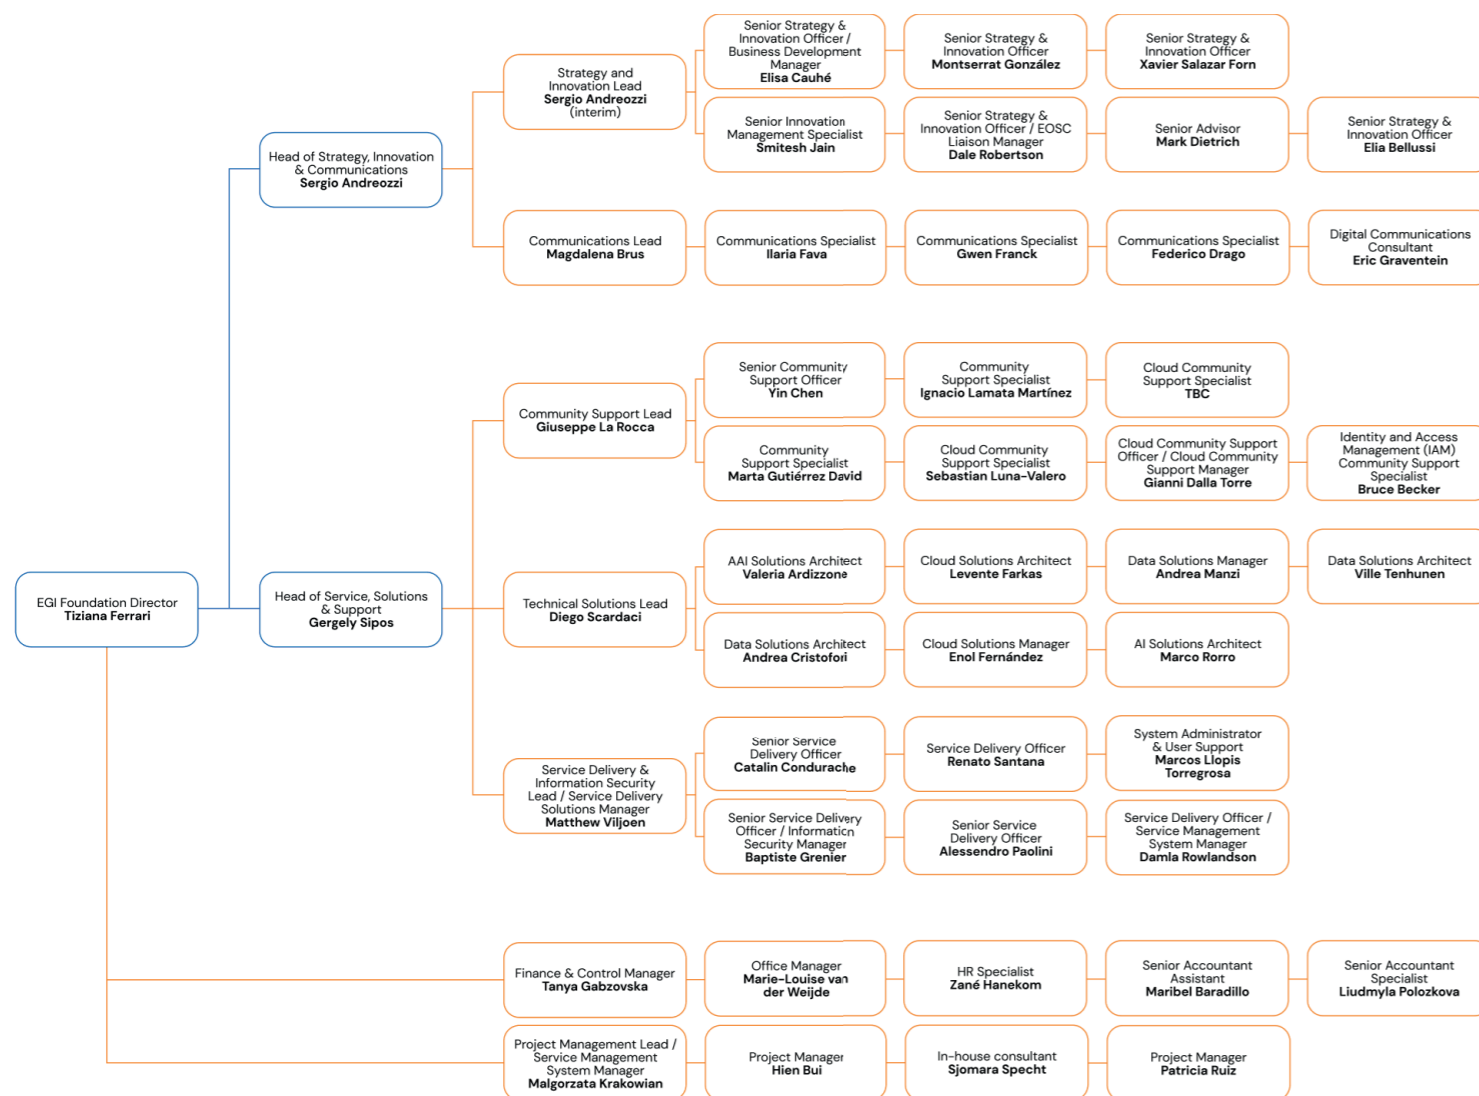 Senior Strategy &
Innovation Officer /
Business Development
Manager
Elisa Cauhé
Senior Strategy &
Innovation Officer
Montserrat González
Senior Strategy &
Innovation Officer
Xavier Salazar Forn
Strategy and
Innovation Lead
Sergio Andreozzi
(interim)
Senior Innovation
Management Specialist
Smitesh Jain
Senior Strategy &
Innovation Officer / EOSC
Liaison Manager
Dale Robertson
Senior Advisor
Mark Dietrich
Senior Strategy &
Innovation Officer
Elia Bellussi
Head of Strategy, Innovation
& Communications
Sergio Andreozzi
Communications Lead
Magdalena Brus
Communications Specialist
Ilaria Fava
Communications Specialist
Gwen Franck
Communications Specialist
Federico Drago
Digital Communications
Consultant
Eric Graventein
Senior Community
Support Officer
Yin Chen
Community
Support Specialist
Ignacio Lamata Martínez
Cloud Community
Support Specialist
TBC
Community Support Lead
Giuseppe La Rocca
Community
Support Specialist
Marta Gutiérrez David
Cloud Community
Support Specialist
Sebastian Luna-Valero
Cloud Community Support
Officer / Cloud Community
Support Manager
Gianni Dalla Torre
Identity and Access
Management (IAM)
Community Support
Specialist
Bruce Becker
AAI Solutions Architect
Valeria Ardizzone
Cloud Solutions Architect
Levente Farkas
Data Solutions Manager
Andrea Manzi
Data Solutions Architect
Ville Tenhunen
EGI Foundation Director
Tiziana Ferrari
Head of Service, Solutions
& Support
Gergely Sipos
Technical Solutions Lead
Diego Scardaci
Data Solutions Architect
Andrea Cristofori
Cloud Solutions Manager
Enol Fernández
AI Solutions Architect
Marco Rorro
Senior Service
Delivery Officer
Catalin Condurache
Service Delivery Officer
Renato Santana
System Administrator
& User Support
Marcos Llopis
Torregrosa
Service Delivery &
Information Security
Lead / Service Delivery
Solutions Manager
Matthew Viljoen
Senior Service Delivery
Officer / Information
Security Manager
Baptiste Grenier
Senior Service
Delivery Officer
Alessendro Paolini
Service Delivery Officer /
Service Management
System Manager
Damla Rowlandson
Finance & Control Manager
Tanya Gabzovska
Office Manager
Marie-Louise van
der Weijde
HR Specialist
Zané Hanekom
Senior Accountant
Assistant
Maribel Baradillo
Senior Accountant
Specialist
Liudmyla Polozkova
Project Management Lead /
Service Management
System Manager
Malgorzata Krakowian
Project Manager
Hien Bui
In-house consultant
Sjomara Specht
Project Manager
Patricia Ruiz